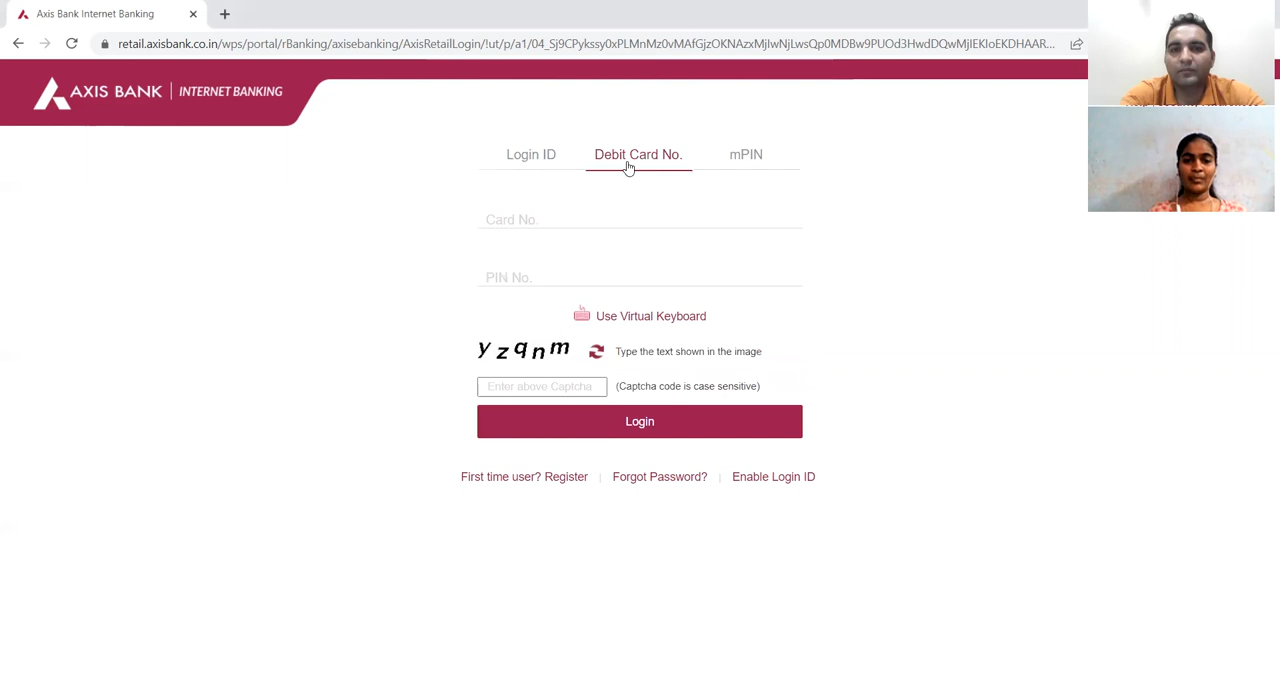 Axis Bank Internet Banking
retail.axisbank.co.in/wps/portal/rBanking/axisebanking/AxisRetailLogin/!ut/p/a1/04_Sj9CPykssy0xPLMnMz0vMAfGjzOKNAzxMjIwNjLwsQp0MDBw9PUOd3HwdDQwMjIEKIoEKDHAAR...
AXIS BANK | INTERNET BANKING
Login ID Debit Card No. mPIN
Card No.
PIN No.
Use Virtual Keyboard
yzqnm Type the text shown in the image
Enter above Captcha (Captcha code is case sensitive)
Login
First time user? Register | Forgot Password? | Enable Login ID